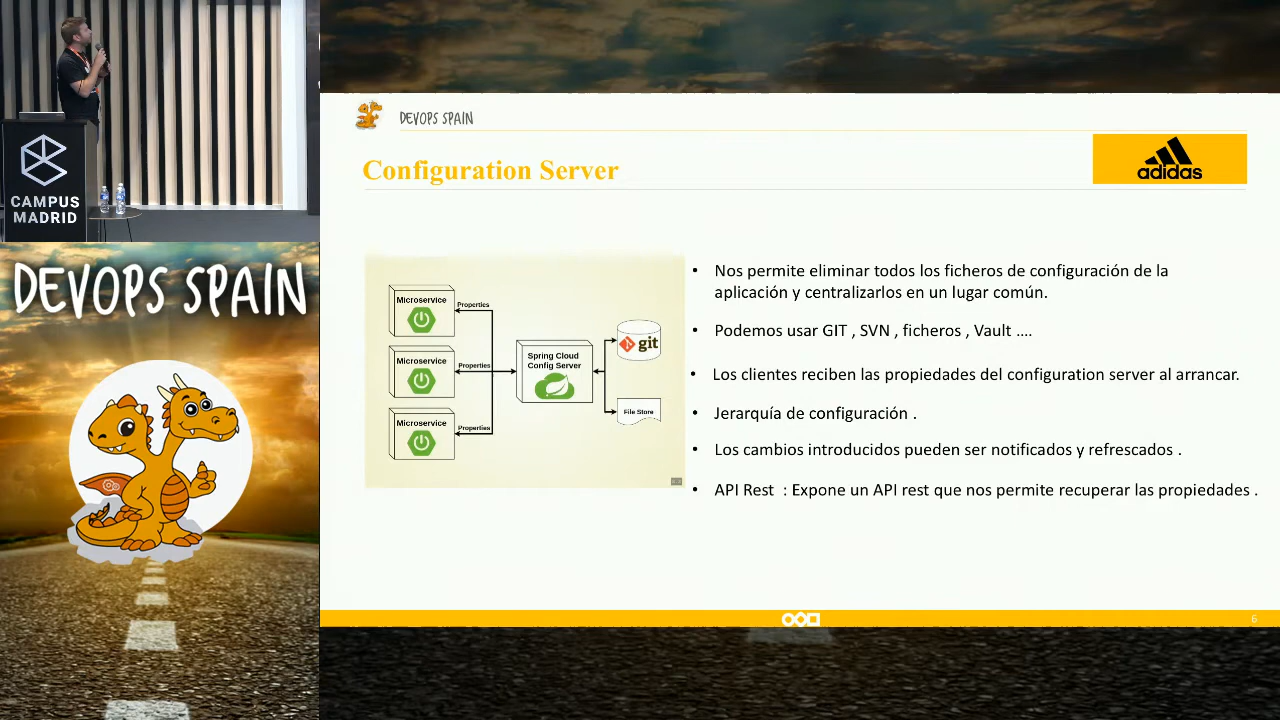 CAMPUS
MADRID
DEVOPS SPAIN
DEVOPS SPAIN
adidas
Configuration Server
Microservice
Properties
Microservice
Properties
Microservice
Properties
Spring Cloud
Config Server
git
File Store
• Nos permite eliminar todos los ficheros de configuración de la
aplicación y centralizarlos en un lugar común.
• Podemos usar GIT , SVN , ficheros , Vault ....
• Los clientes reciben las propiedades del configuration server al arrancar.
• Jerarquía de configuración .
• Los cambios introducidos pueden ser notificados y refrescados .
• API Rest : Expone un API rest que nos permite recuperar las propiedades .
6